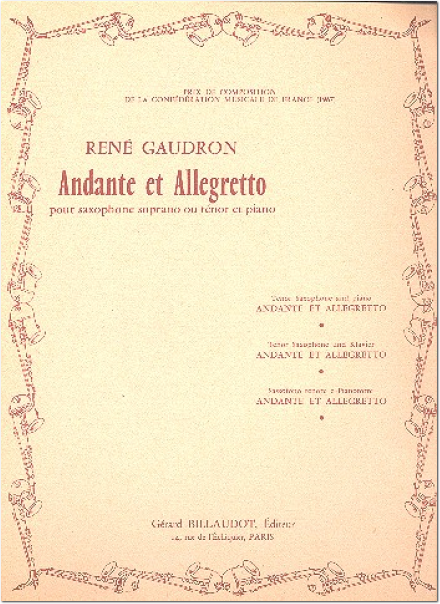 PRIX DE COMPOSITION
DE LA CONFÉDÉRATION MUSICALE DE FRANCE 1967
RENÉ GAUDRON
Andante et Allegretto
pour saxophone soprano ou ténor et piano
Tenor Saxophone and piano
ANDANTE ET ALLEGRETTO
Tenor Saxophone und Klavier
ANDANTE ET ALLEGRETTO
Sassofono tenore e Pianoforte
ANDANTE ET ALLEGRETTO
Gérard BILLAUDOT, Éditeur
14, rue de l'Échiquier, PARIS